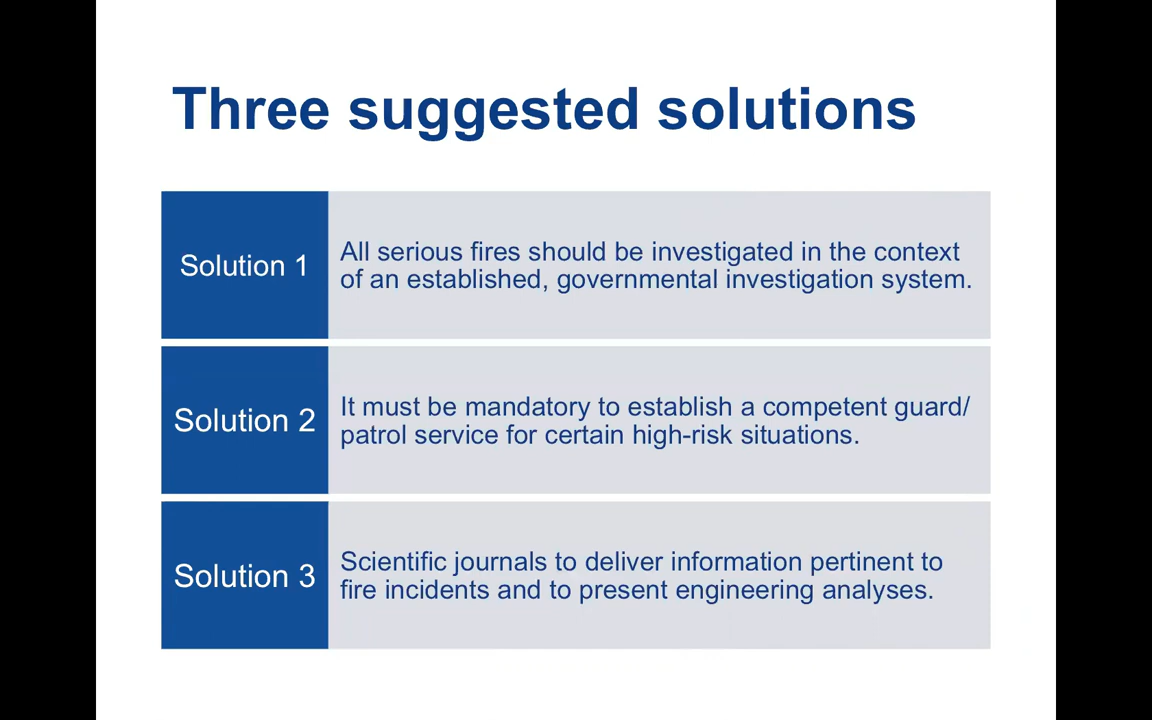 Three suggested solutions
Solution 1
All serious fires should be investigated in the context
of an established, governmental investigation system.
Solution 2
It must be mandatory to establish a competent guard/
patrol service for certain high-risk situations.
Solution 3
Scientific journals to deliver information pertinent to
fire incidents and to present engineering analyses.